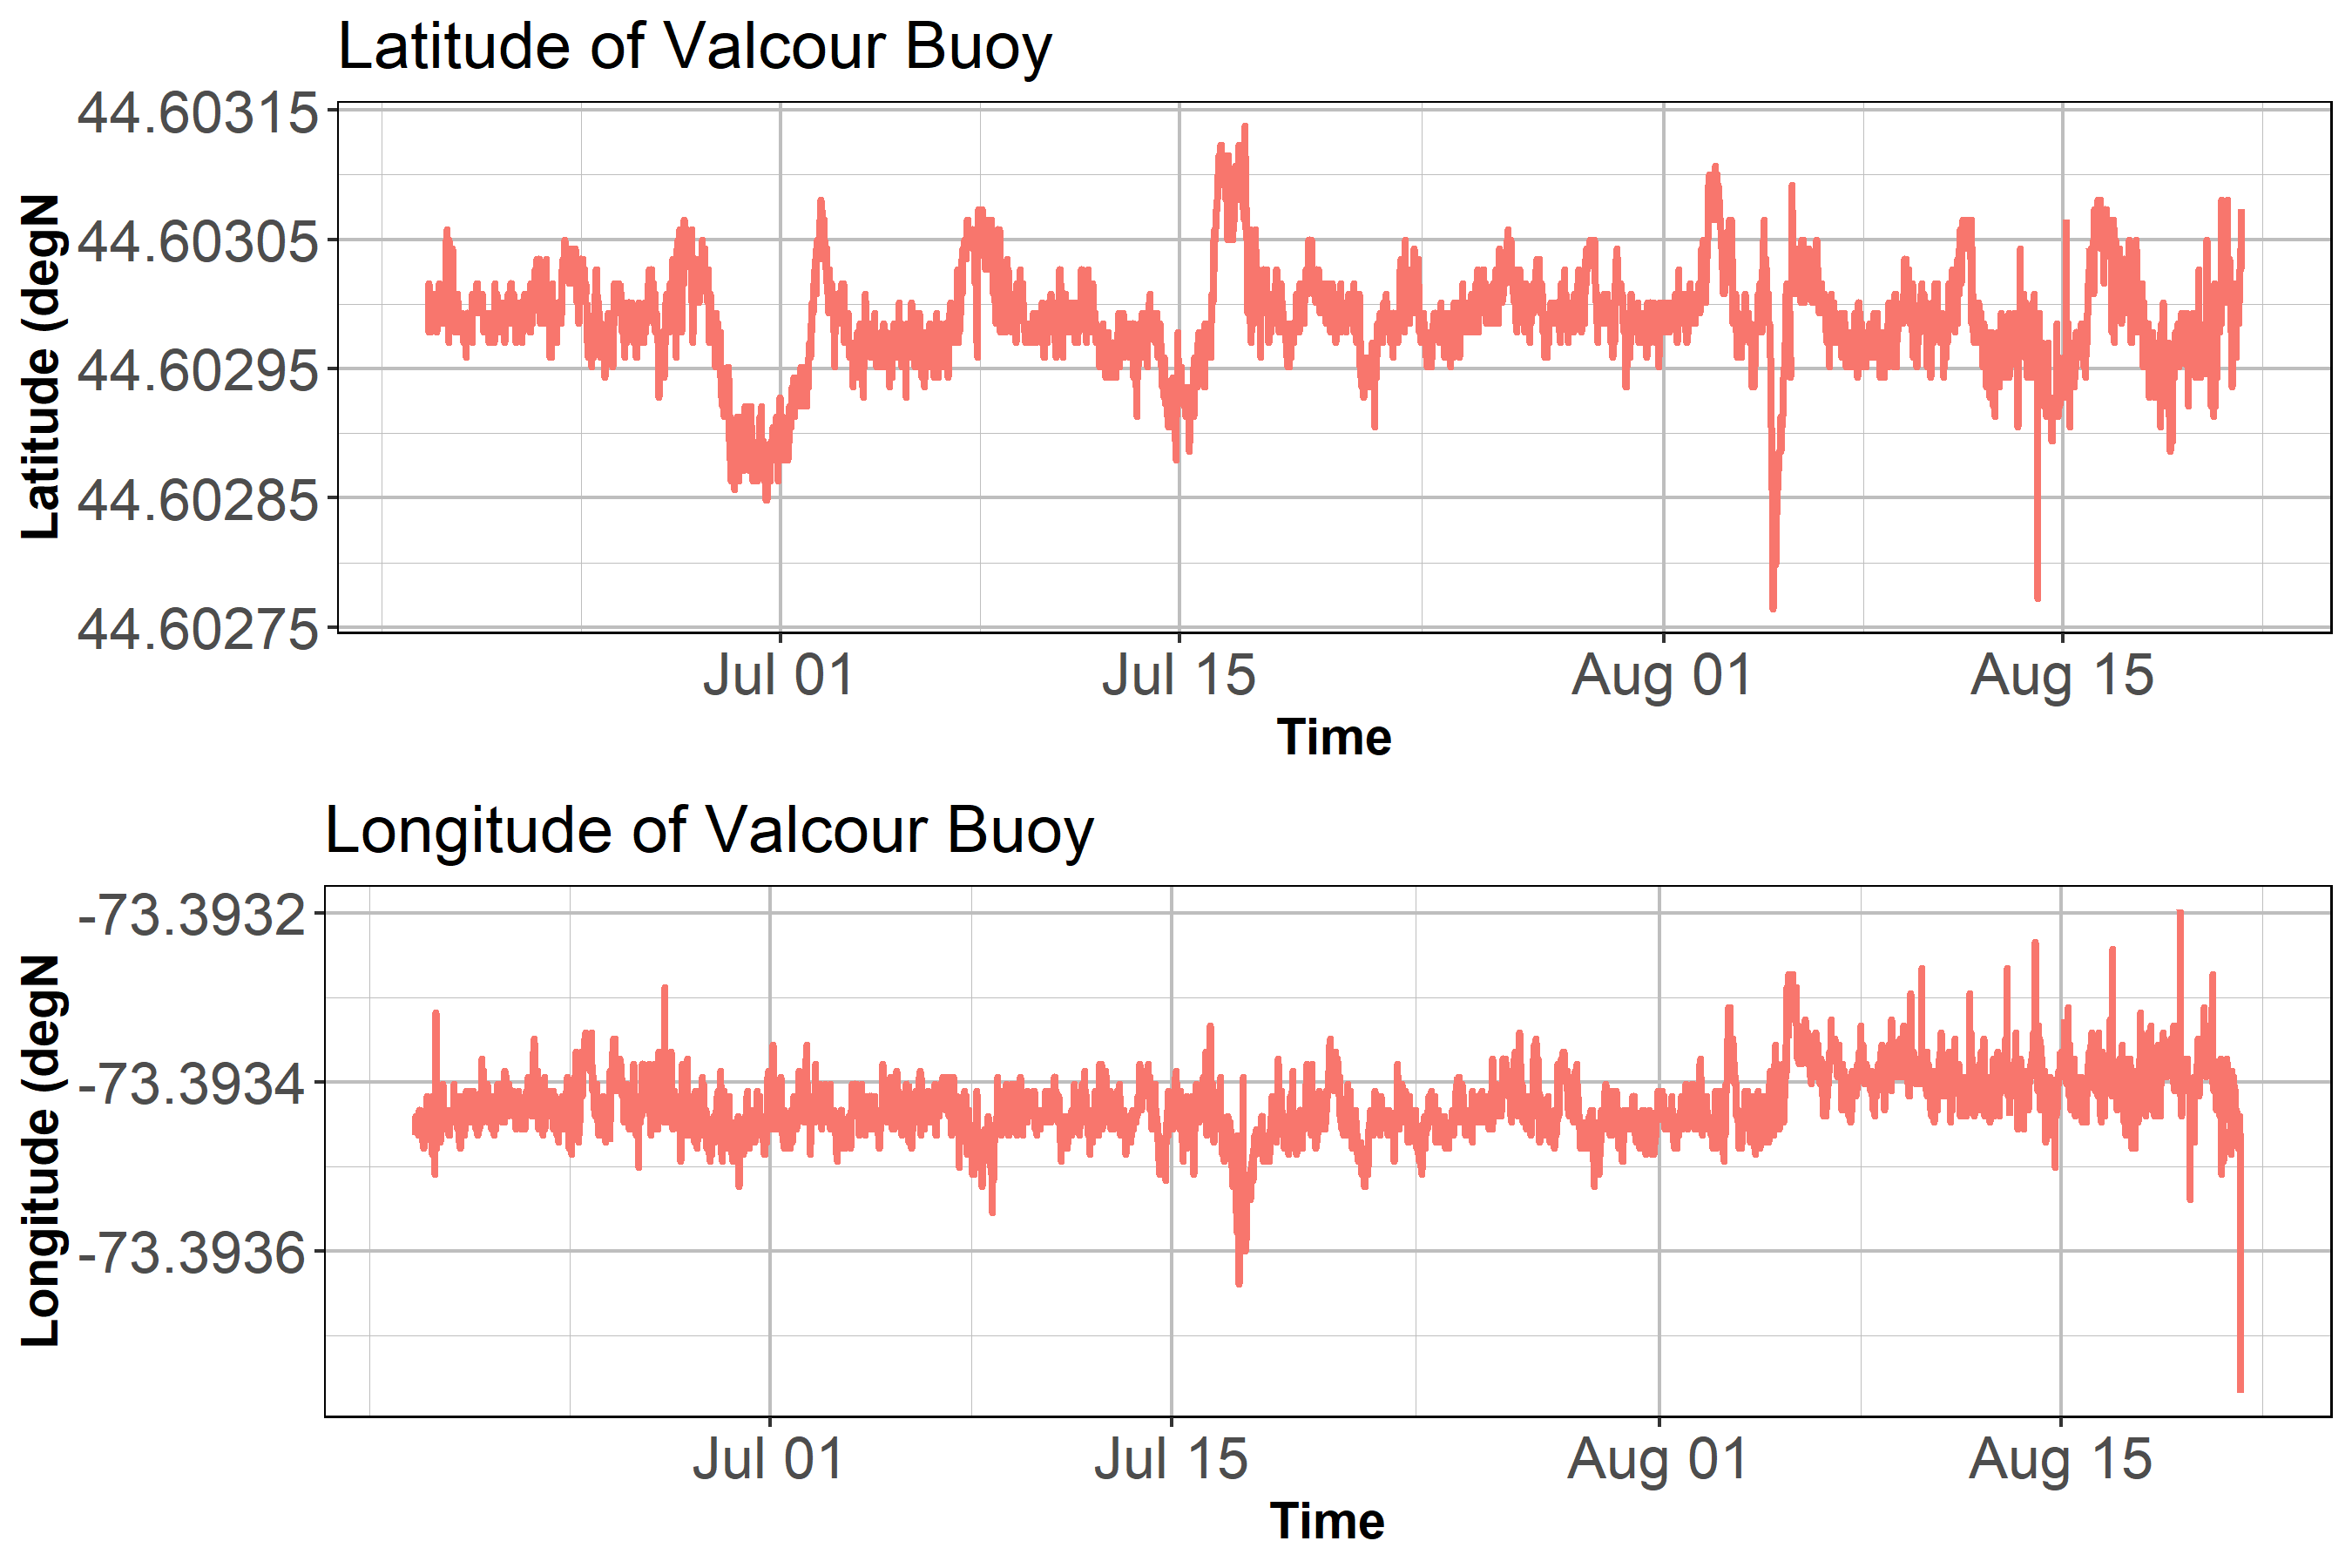 Latitude of Valcour Buoy
44.60315
44.60305
44.60295
44.60285
44.60275
Latitude (degN
Jul 01
Jul 15
Aug 01
Aug 15
Time
Longitude of Valcour Buoy
-73.3932
-73.3934
-73.3936
Longitude (degN
Jul 01
Jul 15
Aug 01
Aug 15
Time